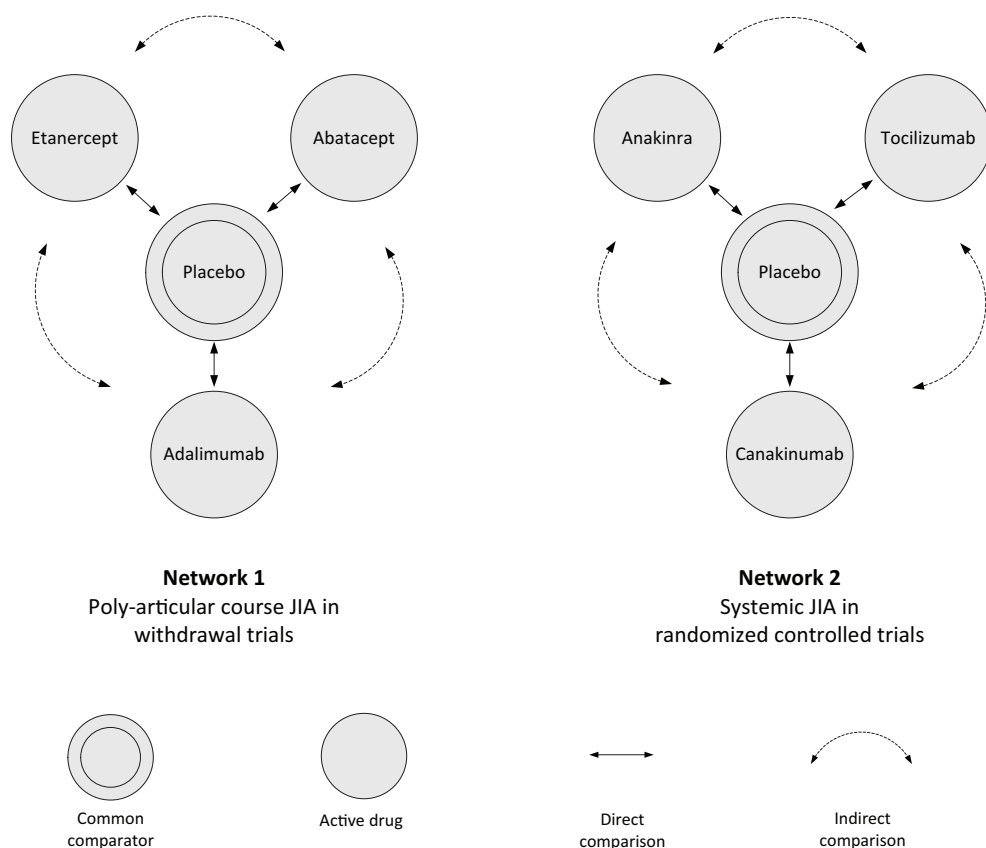 Etanercept
Abatacept
Placebo
Adalimumab
Anakinra
Tocilizumab
Placebo
Canakinumab
Network 1
Poly-articular course JIA in
withdrawal trials
Network 2
Systemic JIA in
randomized controlled trials
Common
comparator
Active drug
Direct
comparison
Indirect
comparison